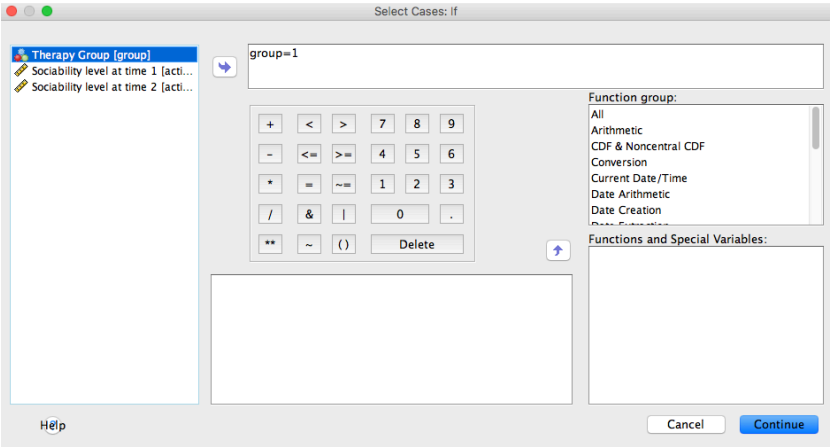 Select Cases: If
Therapy Group [group]
Sociability level at time 1 [acti...
Sociability level at time 2 [acti...
group=1
+ < > 7 8 9
- <= >= 4 5 6
* = ~= 1 2 3
/ & | 0 .
** ~ () Delete
Function group:
All
Arithmetic
CDF & Noncentral CDF
Conversion
Current Date/Time
Date Arithmetic
Date Creation
Date Extraction
Functions and Special Variables:
Help
Cancel
Continue